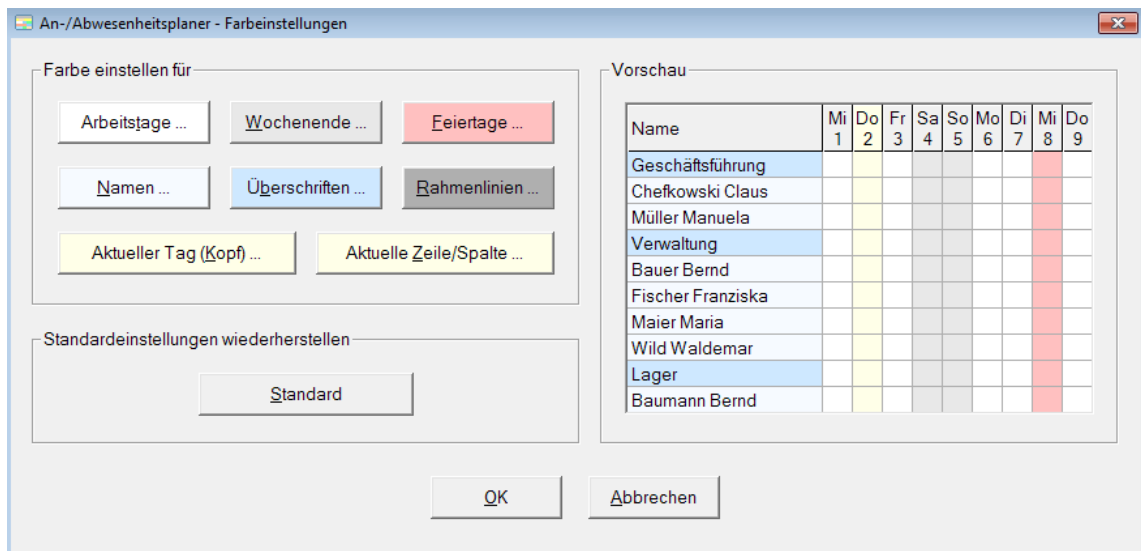 An-/Abwesenheitsplaner - Farbeinstellungen
Farbe einstellen für
Arbeitstage ... Wochenende ... Feiertage ...
Namen ... Überschriften ... Rahmenlinien ...
Aktueller Tag (Kopf) ... Aktuelle Zeile/Spalte ...
Standardeinstellungen wiederherstellen
Standard
Vorschau
Name Mi Do Fr Sa So Mo Di Mi Do
1 2 3 4 5 6 7 8 9
Geschäftsführung
Chefkowski Claus
Müller Manuela
Verwaltung
Bauer Bernd
Fischer Franziska
Maier Maria
Wild Waldemar
Lager
Baumann Bernd
OK Abbrechen